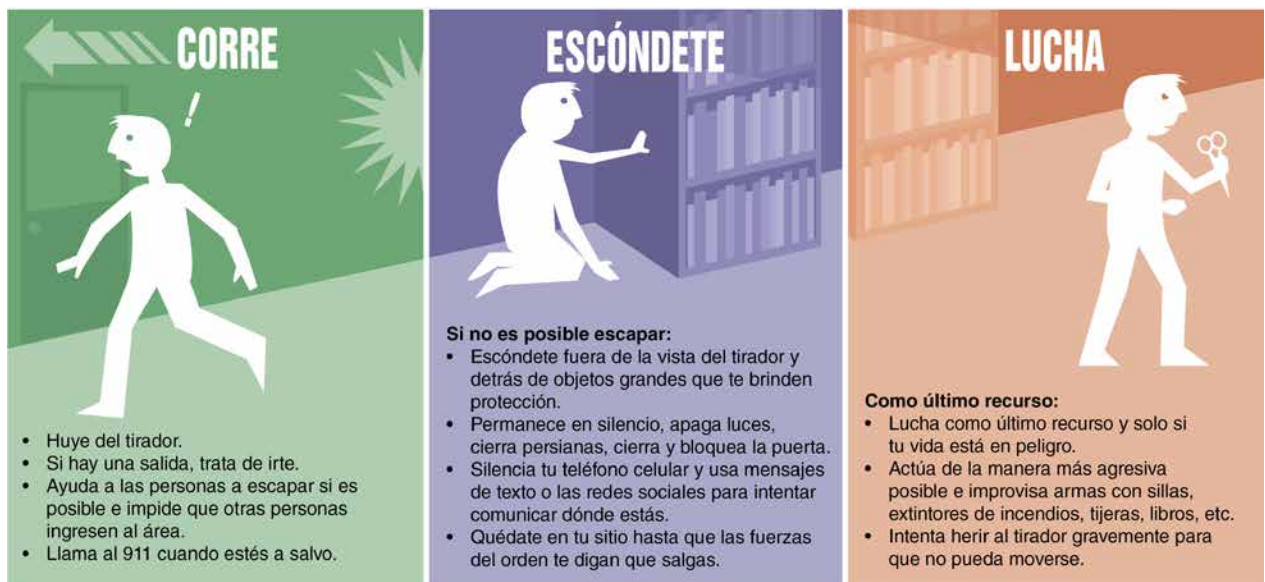 CORRE
• Huye del tirador.
• Si hay una salida, trata de irte.
• Ayuda a las personas a escapar si es
posible e impide que otras personas
ingresen al área.
• Llama al 911 cuando estés a salvo.
ESCÓNDETE
Si no es posible escapar:
• Escóndete fuera de la vista del tirador y
detrás de objetos grandes que te brinden
protección.
• Permanece en silencio, apaga luces,
cierra persianas, cierra y bloquea la puerta.
• Silencia tu teléfono celular y usa mensajes
de texto o las redes sociales para intentar
comunicar dónde estás.
• Quédate en tu sitio hasta que las fuerzas
del orden te digan que salgas.
LUCHA
Como último recurso:
• Lucha como último recurso y solo si
tu vida está en peligro.
• Actúa de la manera más agresiva
posible e improvisa armas con sillas,
extintores de incendios, tijeras, libros, etc.
• Intenta herir al tirador gravemente para
que no pueda moverse.